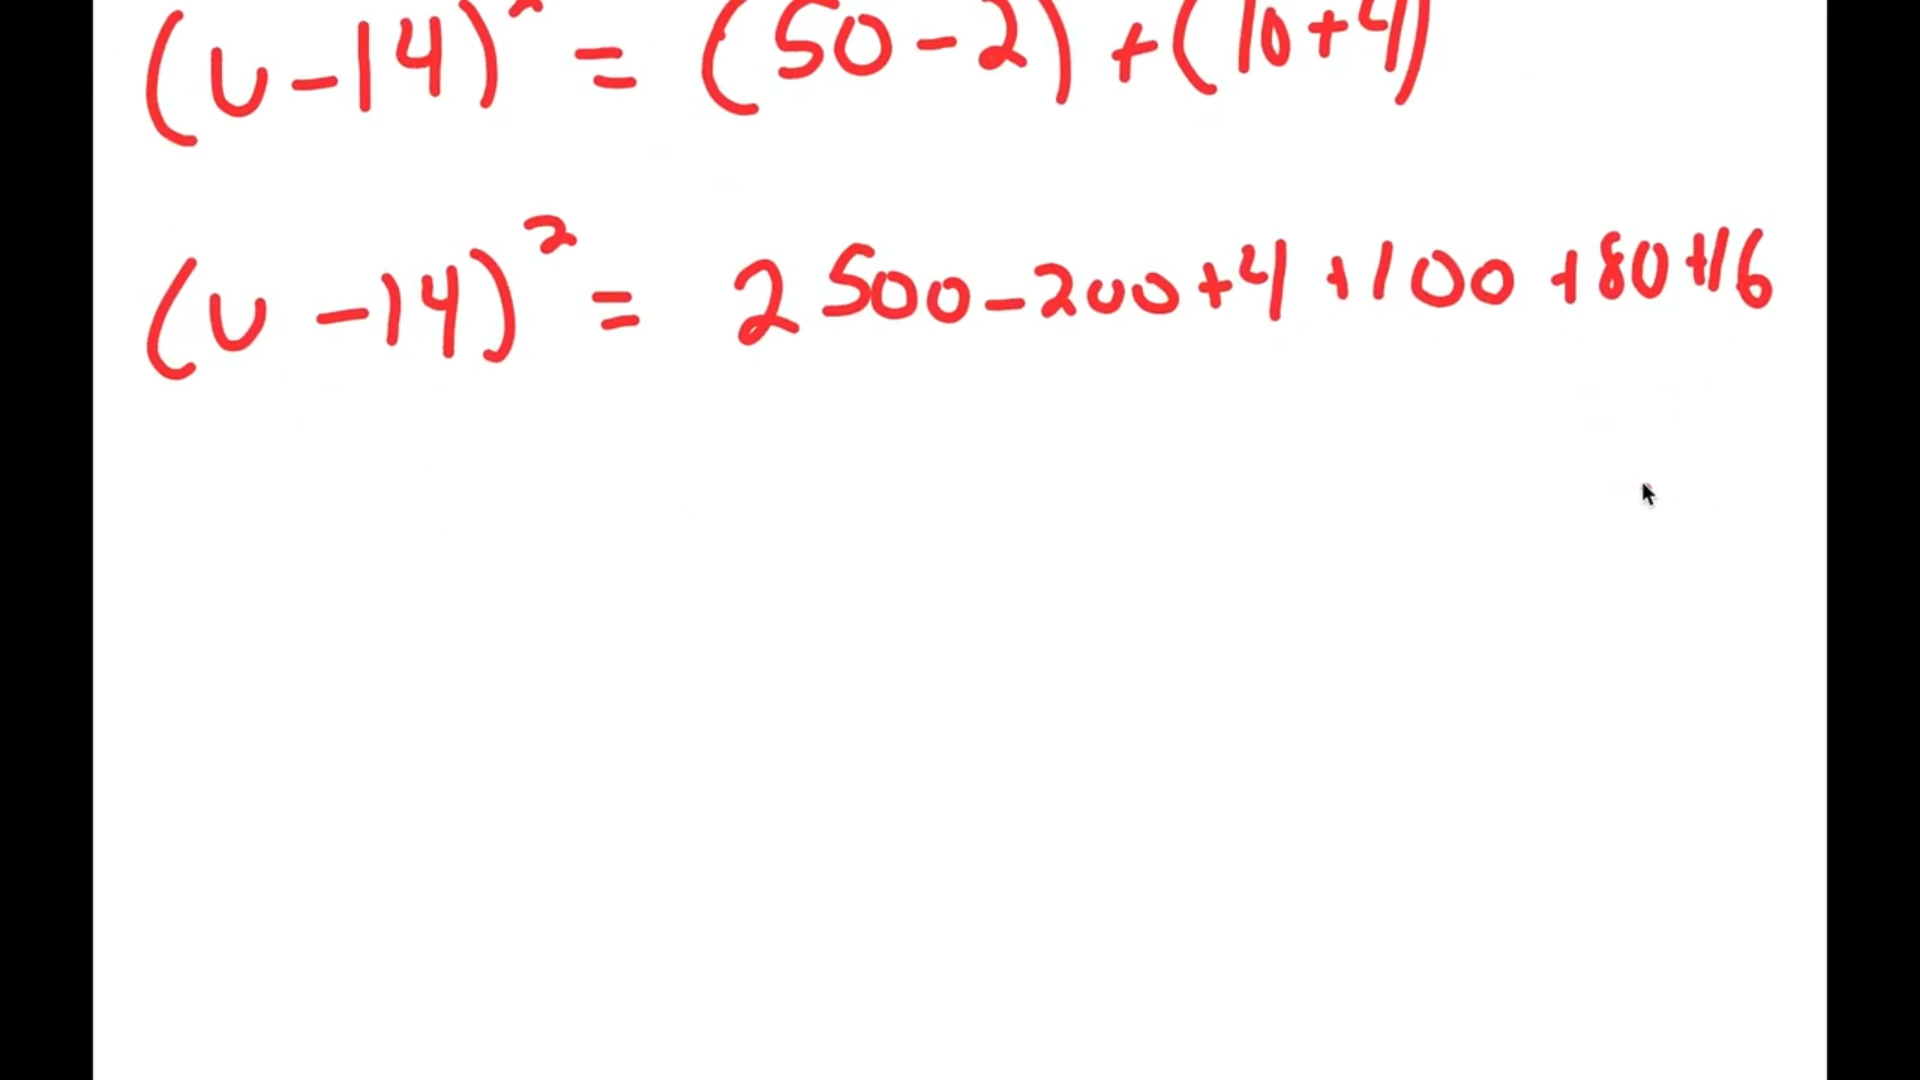 (u-14)² = (50-2) + (10+4)
(u-14)² = 2500-200+4+100+80+16